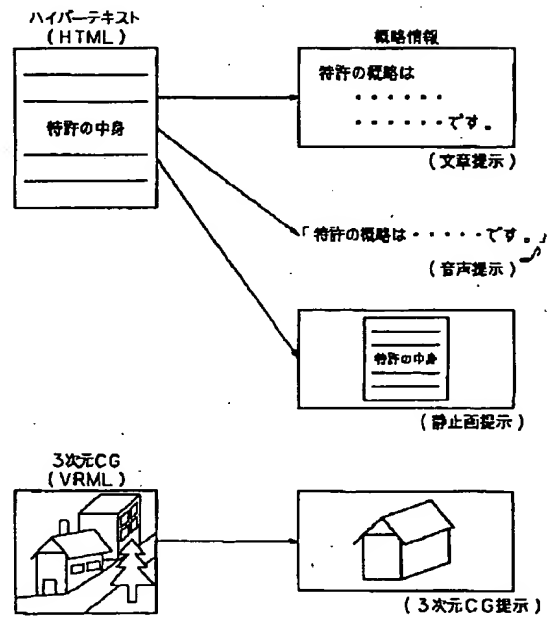 ハイパーテキスト
(HTML)
特許の中身
概略情報
特許の概略は
・・・・・・
・・・・・・です。
(文章提示)
「特許の概略は・・・・・です。」
(音声提示)
特許の中身
(静止画提示)
3次元CG
(VRML)
(3次元CG提示)